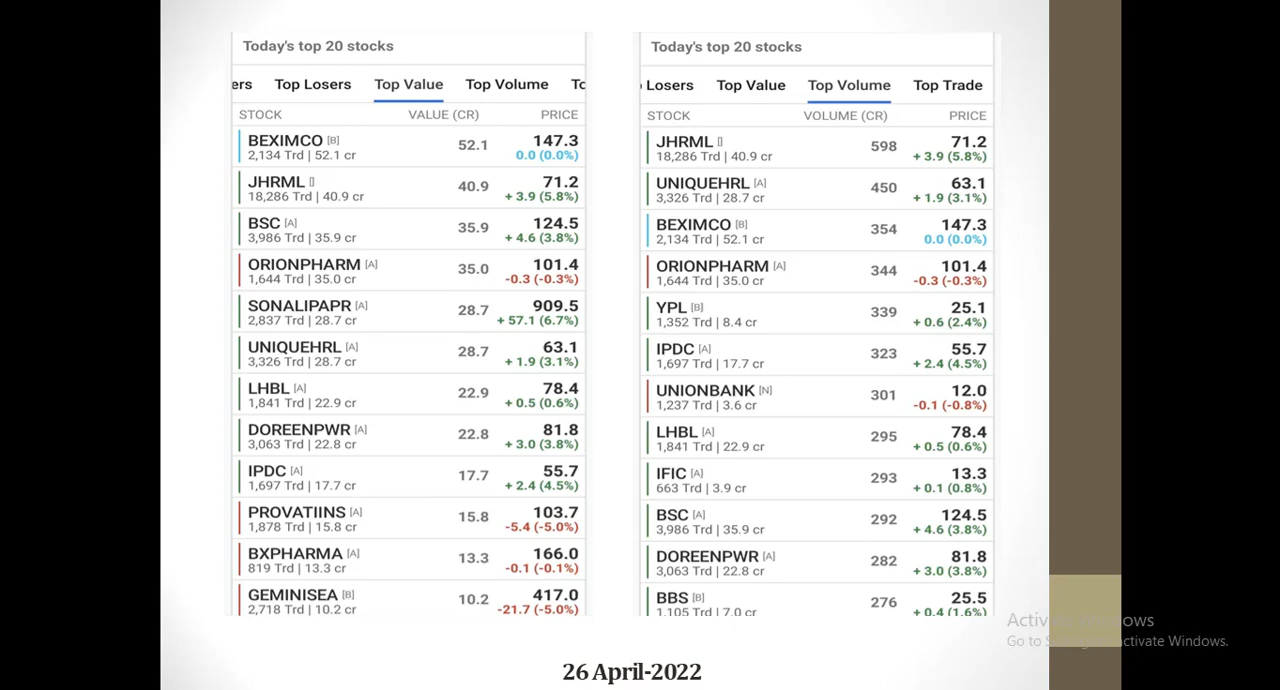 Today's top 20 stocks
ers Top Losers Top Value Top Volume To
STOCK VALUE (CR) PRICE
BEXIMCO [B] 52.1 147.3
2,134 Trd | 52.1 cr 0.0 (0.0%)
JHRML [] 40.9 71.2
18,286 Trd | 40.9 cr + 3.9 (5.8%)
BSC [A] 35.9 124.5
3,986 Trd | 35.9 cr + 4.6 (3.8%)
ORIONPHARM [A] 35.0 101.4
1,644 Trd | 35.0 cr -0.3 (-0.3%)
SONALIPAPR [A] 28.7 909.5
2,837 Trd | 28.7 cr + 57.1 (6.7%)
UNIQUEHRL [A] 28.7 63.1
3,326 Trd | 28.7 cr + 1.9 (3.1%)
LHBL [A] 22.9 78.4
1,841 Trd | 22.9 cr + 0.5 (0.6%)
DOREENPWR [A] 22.8 81.8
3,063 Trd | 22.8 cr + 3.0 (3.8%)
IPDC [A] 17.7 55.7
1,697 Trd | 17.7 cr + 2.4 (4.5%)
PROVATIINS [A] 15.8 103.7
1,878 Trd | 15.8 cr -5.4 (-5.0%)
BXPHARMA [A] 13.3 166.0
819 Trd | 13.3 cr -0.1 (-0.1%)
GEMINISEA [B] 10.2 417.0
2,718 Trd | 10.2 cr -21.7 (-5.0%)
Today's top 20 stocks
Losers Top Value Top Volume Top Trade
STOCK VOLUME (CR) PRICE
JHRML [] 598 71.2
18,286 Trd | 40.9 cr + 3.9 (5.8%)
UNIQUEHRL [A] 450 63.1
3,326 Trd | 28.7 cr + 1.9 (3.1%)
BEXIMCO [B] 354 147.3
2,134 Trd | 52.1 cr 0.0 (0.0%)
ORIONPHARM [A] 344 101.4
1,644 Trd | 35.0 cr -0.3 (-0.3%)
YPL [B] 339 25.1
1,352 Trd | 8.4 cr + 0.6 (2.4%)
IPDC [A] 323 55.7
1,697 Trd | 17.7 cr + 2.4 (4.5%)
UNIONBANK [N] 301 12.0
1,237 Trd | 3.6 cr -0.1 (-0.8%)
LHBL [A] 295 78.4
1,841 Trd | 22.9 cr + 0.5 (0.6%)
IFIC [A] 293 13.3
663 Trd | 3.9 cr + 0.1 (0.8%)
BSC [A] 292 124.5
3,986 Trd | 35.9 cr + 4.6 (3.8%)
DOREENPWR [A] 282 81.8
3,063 Trd | 22.8 cr + 3.0 (3.8%)
BBS [B] 276 25.5
1,105 Trd | 7.0 cr + 0.4 (1.6%)
26 April-2022
Go to